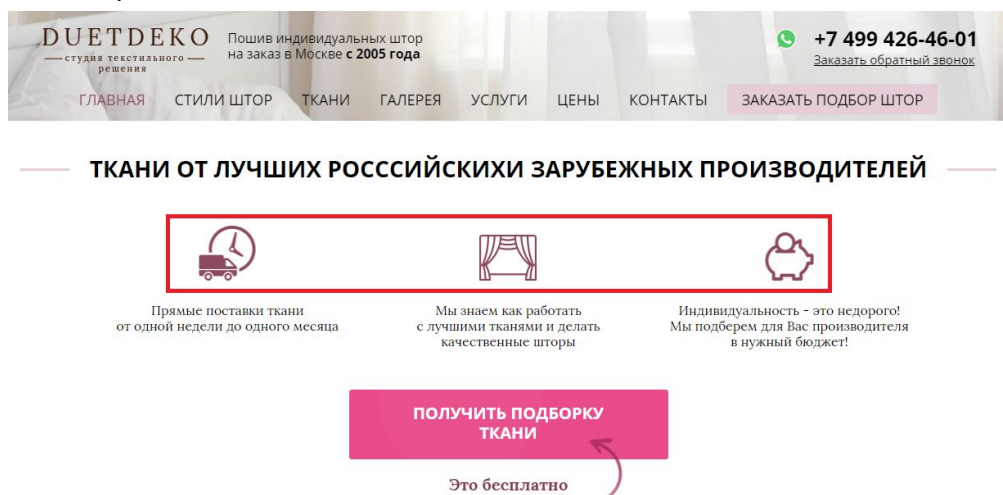 DUETDEKO
студия текстильного
решения
Пошив индивидуальных штор
на заказ в Москве с 2005 года
+7 499 426-46-01
Заказать обратный звонок
ГЛАВНАЯ СТИЛИ ШТОР ТКАНИ ГАЛЕРЕЯ УСЛУГИ ЦЕНЫ КОНТАКТЫ ЗАКАЗАТЬ ПОДБОР ШТОР
ТКАНИ ОТ ЛУЧШИХ РОСССИЙСКИХИ ЗАРУБЕЖНЫХ ПРОИЗВОДИТЕЛЕЙ
Прямые поставки ткани
от одной недели до одного месяца
Мы знаем как работать
с лучшими тканями и делать
качественные шторы
Индивидуальность - это недорого!
Мы подберем для Вас производителя
в нужный бюджет!
ПОЛУЧИТЬ ПОДБОРКУ
ТКАНИ
Это бесплатно